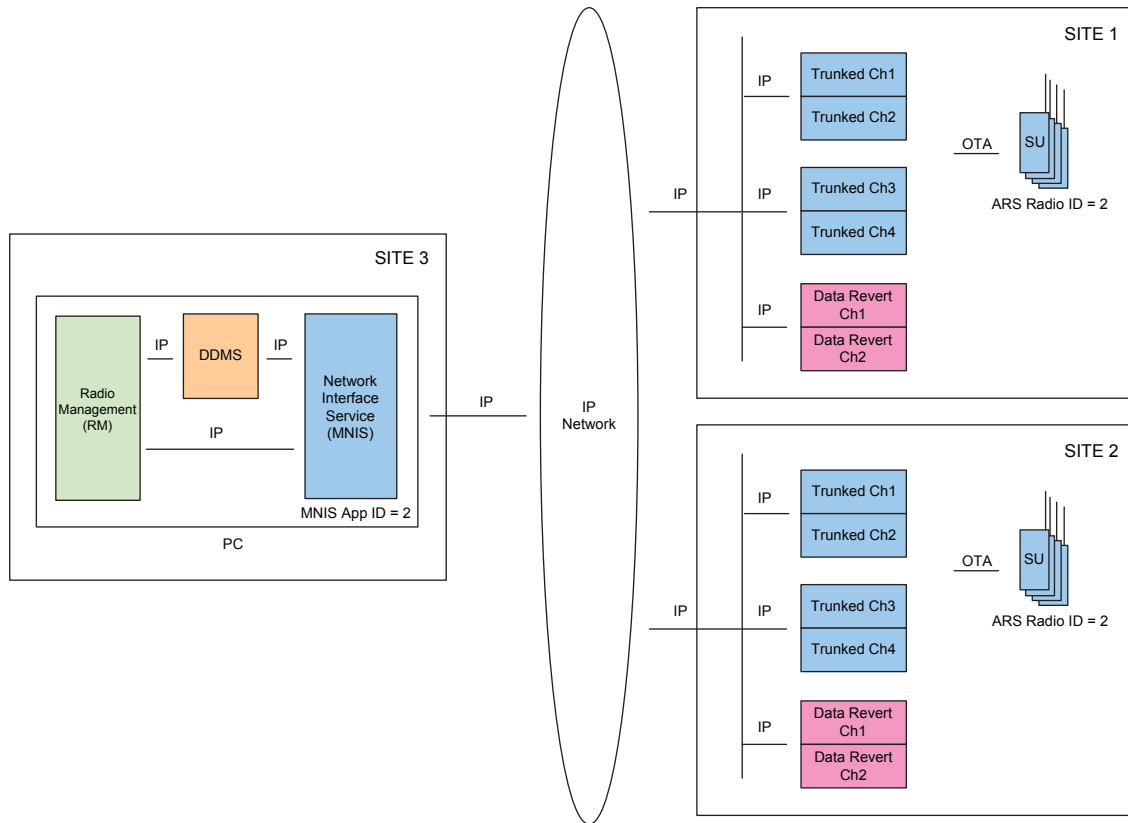 SITE 3
IP
DDMS
IP
Radio
Management
(RM)
IP
Network
Interface
Service
(MNIS)
MNIS App ID = 2
PC
IP
IP
Network
SITE 1
IP
IP
Trunked Ch1
Trunked Ch2
IP
Trunked Ch3
Trunked Ch4
IP
Data Revert
Ch1
Data Revert
Ch2
OTA
SU
ARS Radio ID = 2
SITE 2
IP
IP
Trunked Ch1
Trunked Ch2
IP
Trunked Ch3
Trunked Ch4
IP
Data Revert
Ch1
Data Revert
Ch2
OTA
SU
ARS Radio ID = 2